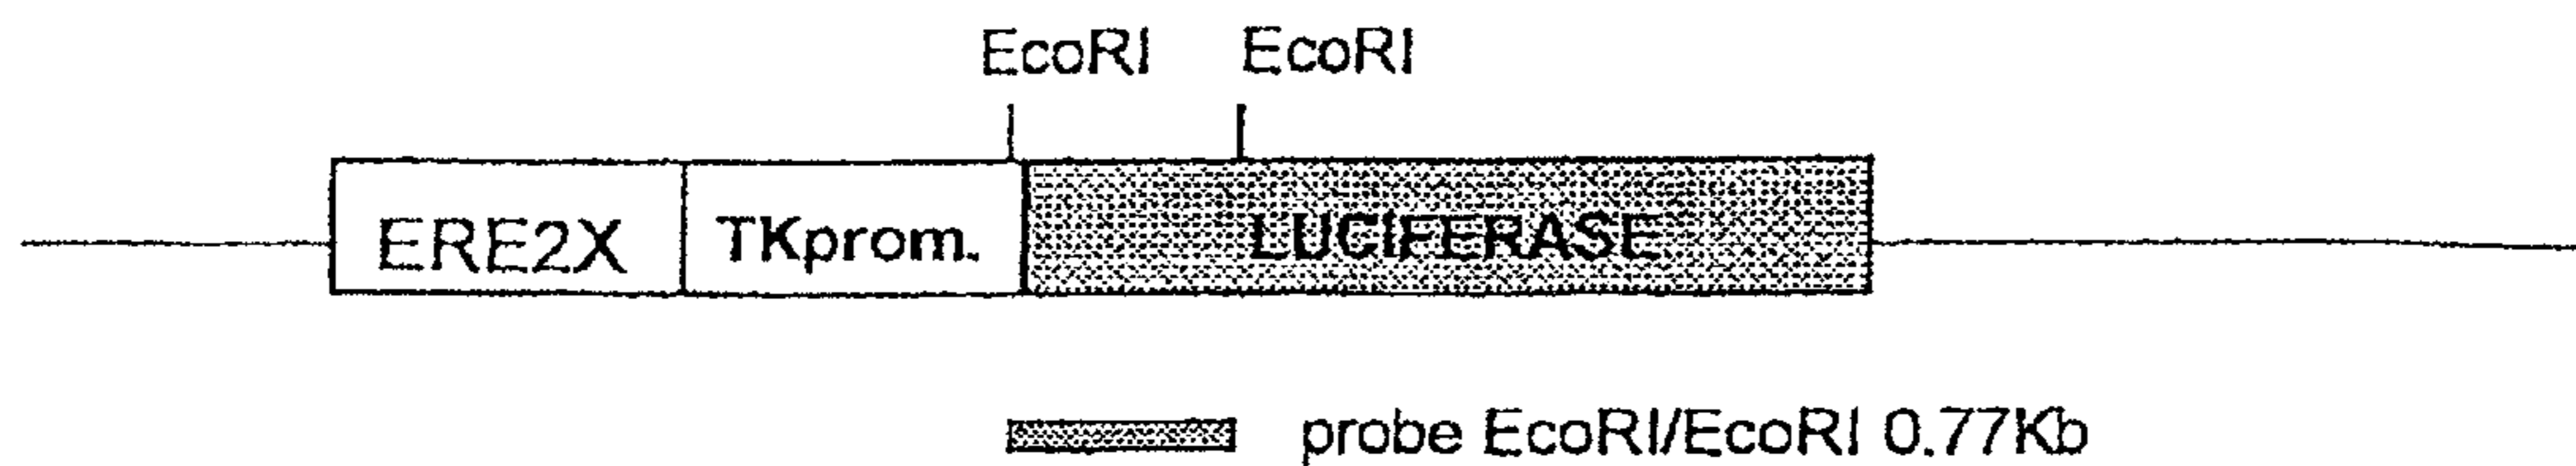 EcoRI EcoRI
ERE2X TKprom. LUCIFERASE
probe EcoRI/EcoRI 0.77Kb